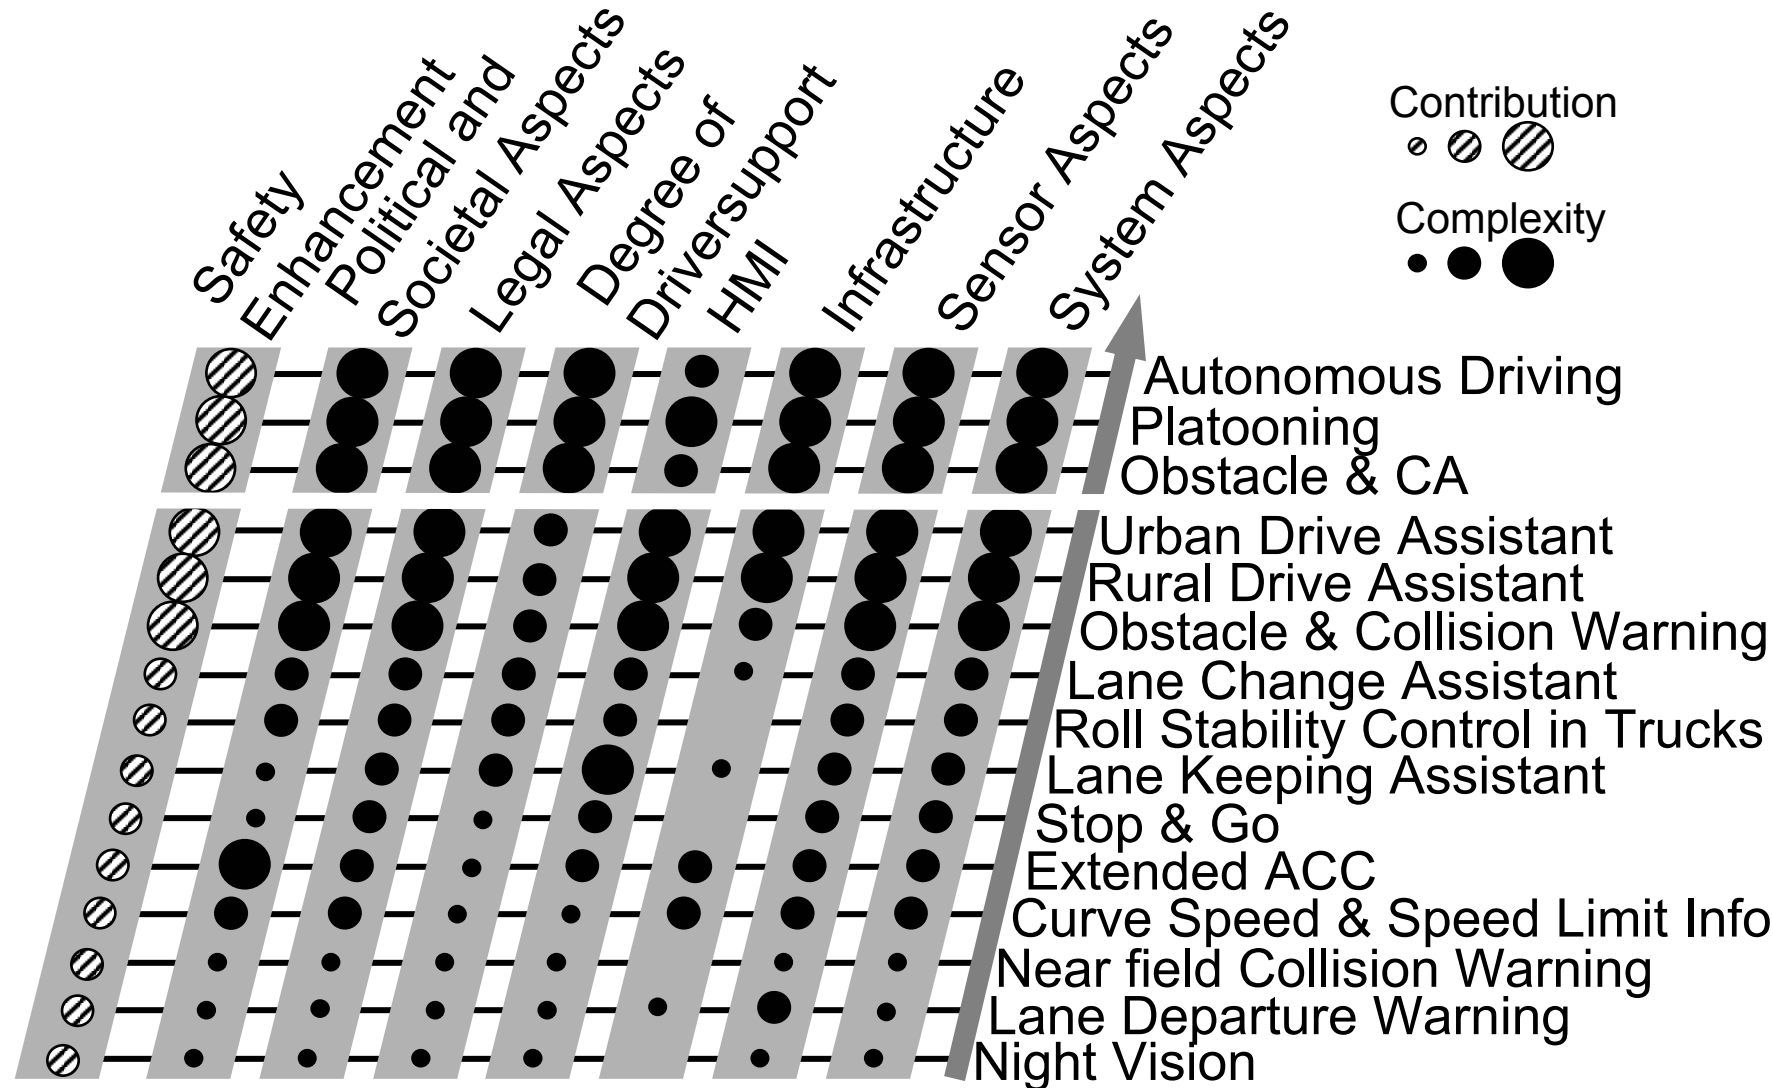 Safety
Enhancement
Political and
Societal Aspects
Legal Aspects
Degree of
Driversupport
HMI
Infrastructure
Sensor Aspects
System Aspects
Contribution
Complexity
Autonomous Driving
Platooning
Obstacle & CA
Urban Drive Assistant
Rural Drive Assistant
Obstacle & Collision Warning
Lane Change Assistant
Roll Stability Control in Trucks
Lane Keeping Assistant
Stop & Go
Extended ACC
Curve Speed & Speed Limit Info
Near field Collision Warning
Lane Departure Warning
Night Vision